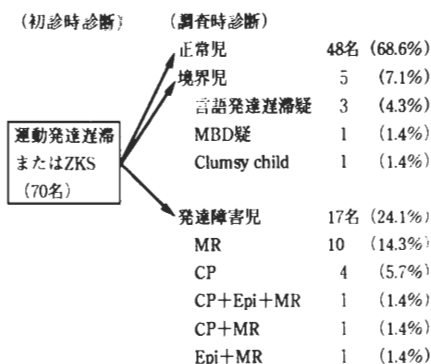 （初診時診断） （調査時診断）
正常児 48名 （68.6%）
境界児 5 （7.1%）
言語発達遅滞疑 3 （4.3%）
MBD疑 1 （1.4%）
Clumsy child 1 （1.4%）
運動発達遅滞
またはZKS
（70名）
発達障害児 17名 （24.1%）
MR 10 （14.3%）
CP 4 （5.7%）
CP＋Epi＋MR 1 （1.4%）
CP＋MR 1 （1.4%）
Epi＋MR 1 （1.4%）